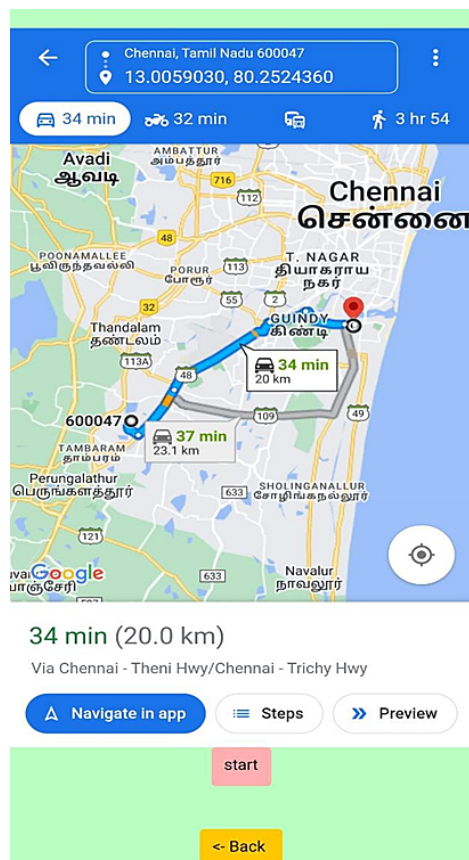 Chennai, Tamil Nadu 600047
13.0059030, 80.2524360
34 min
32 min
3 hr 54
Avadi
ஆவடி
AMBATTUR
அம்பத்தூர்
716
112
Chennai
சென்னை
48
POONAMALLEE
பூவிருந்தவல்லி
PORUR
போரூர்
113
T. NAGAR
தியாகராய
நகர்
32
55
2
GUINDY
கிண்டி
Thandalam
தண்டலம்
113A
48
34 min
20 km
600047
109
49
37 min
23.1 km
TAMBARAM
தாம்பரம்
Perungalathur
பெருங்களத்தூர்
633
SHOLINGANALLUR
சோழிங்கநல்லூர்
121
Google
633
Navalur
நாவலூர்
34 min (20.0 km)
Via Chennai - Theni Hwy/Chennai - Trichy Hwy
Navigate in app
Steps
Preview
start
<- Back